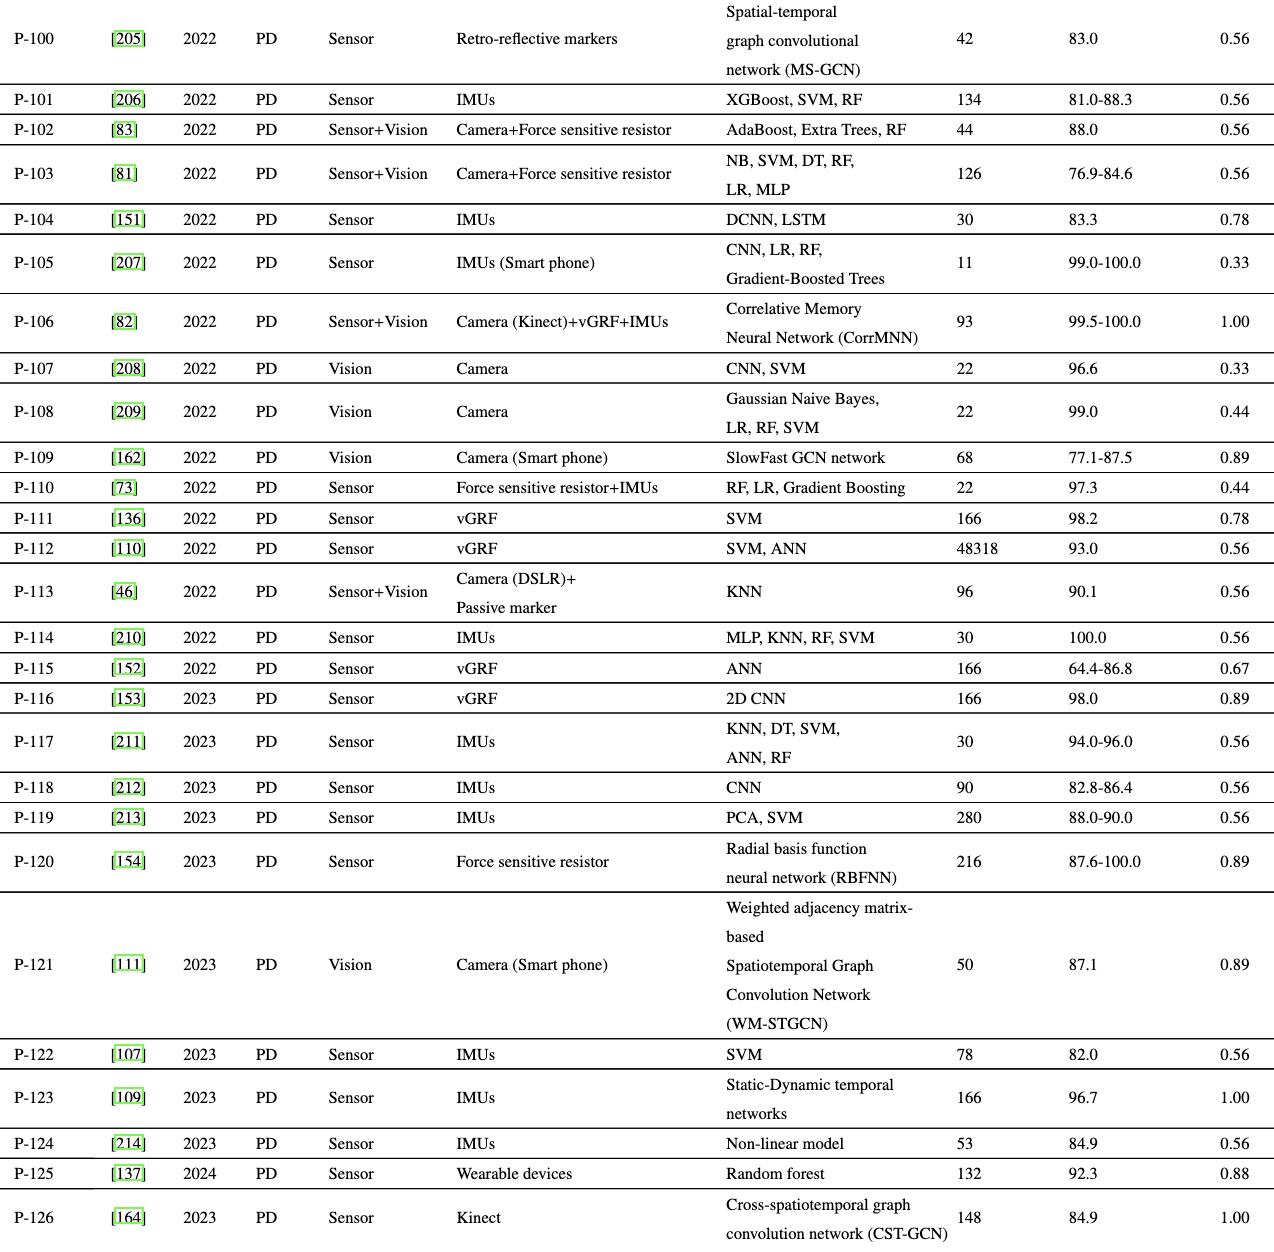 Spatial-temporal
P-100 [205] 2022 PD Sensor Retro-reflective markers graph convolutional 42 83.0 0.56
network (MS-GCN)
P-101 [206] 2022 PD Sensor IMUs XGBoost, SVM, RF 134 81.0-88.3 0.56
P-102 [83] 2022 PD Sensor+Vision Camera+Force sensitive resistor AdaBoost, Extra Trees, RF 44 88.0 0.56
NB, SVM, DT, RF,
P-103 [81] 2022 PD Sensor+Vision Camera+Force sensitive resistor 126 76.9-84.6 0.56
LR, MLP
P-104 [151] 2022 PD Sensor IMUs DCNN, LSTM 30 83.3 0.78
CNN, LR, RF,
P-105 [207] 2022 PD Sensor IMUs (Smart phone) 11 99.0-100.0 0.33
Gradient-Boosted Trees
Correlative Memory
P-106 [82] 2022 PD Sensor+Vision Camera (Kinect)+vGRF+IMUs 93 99.5-100.0 1.00
Neural Network (CorrMNN)
P-107 [208] 2022 PD Vision Camera CNN, SVM 22 96.6 0.33
Gaussian Naive Bayes,
P-108 [209] 2022 PD Vision Camera 22 99.0 0.44
LR, RF, SVM
P-109 [162] 2022 PD Vision Camera (Smart phone) SlowFast GCN network 68 77.1-87.5 0.89
P-110 [73] 2022 PD Sensor Force sensitive resistor+IMUs RF, LR, Gradient Boosting 22 97.3 0.44
P-111 [136] 2022 PD Sensor vGRF SVM 166 98.2 0.78
P-112 [110] 2022 PD Sensor vGRF SVM, ANN 48318 93.0 0.56
Camera (DSLR)+
P-113 [46] 2022 PD Sensor+Vision KNN 96 90.1 0.56
Passive marker
P-114 [210] 2022 PD Sensor IMUs MLP, KNN, RF, SVM 30 100.0 0.56
P-115 [152] 2022 PD Sensor vGRF ANN 166 64.4-86.8 0.67
P-116 [153] 2023 PD Sensor vGRF 2D CNN 166 98.0 0.89
KNN, DT, SVM,
P-117 [211] 2023 PD Sensor IMUs 30 94.0-96.0 0.56
ANN, RF
P-118 [212] 2023 PD Sensor IMUs CNN 90 82.8-86.4 0.56
P-119 [213] 2023 PD Sensor IMUs PCA, SVM 280 88.0-90.0 0.56
Radial basis function
P-120 [154] 2023 PD Sensor Force sensitive resistor 216 87.6-100.0 0.89
neural network (RBFNN)
Weighted adjacency matrix-
based
P-121 [111] 2023 PD Vision Camera (Smart phone) Spatiotemporal Graph 50 87.1 0.89
Convolution Network
(WM-STGCN)
P-122 [107] 2023 PD Sensor IMUs SVM 78 82.0 0.56
Static-Dynamic temporal
P-123 [109] 2023 PD Sensor IMUs 166 96.7 1.00
networks
P-124 [214] 2023 PD Sensor IMUs Non-linear model 53 84.9 0.56
P-125 [137] 2024 PD Sensor Wearable devices Random forest 132 92.3 0.88
Cross-spatiotemporal graph
P-126 [164] 2023 PD Sensor Kinect 148 84.9 1.00
convolution network (CST-GCN)